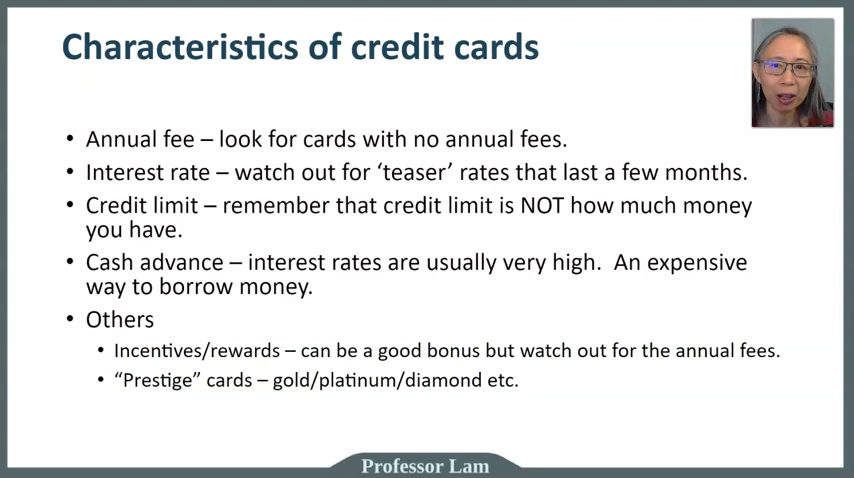 Characteristics of credit cards
• Annual fee – look for cards with no annual fees.
• Interest rate – watch out for ‘teaser’ rates that last a few months.
• Credit limit – remember that credit limit is NOT how much money
you have.
• Cash advance – interest rates are usually very high.  An expensive
way to borrow money.
• Others
• Incentives/rewards – can be a good bonus but watch out for the annual fees.
• “Prestige” cards – gold/platinum/diamond etc.
Professor Lam